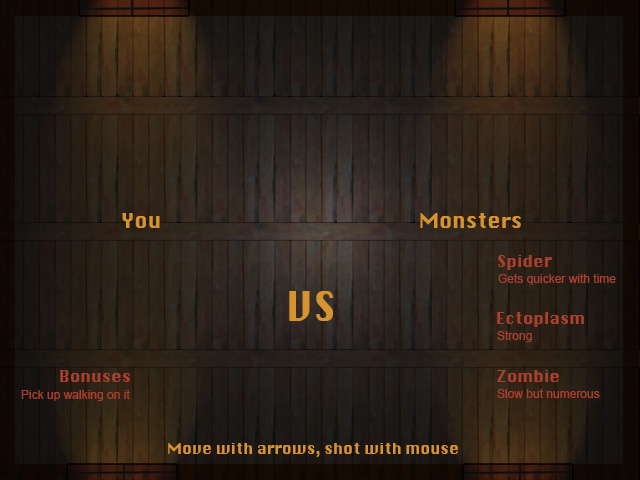 You
Monsters
Spider
Gets quicker with time
VS
Ectoplasm
Strong
Bonuses
Pick up walking on it
Zombie
Slow but numerous
Move with arrows, shot with mouse